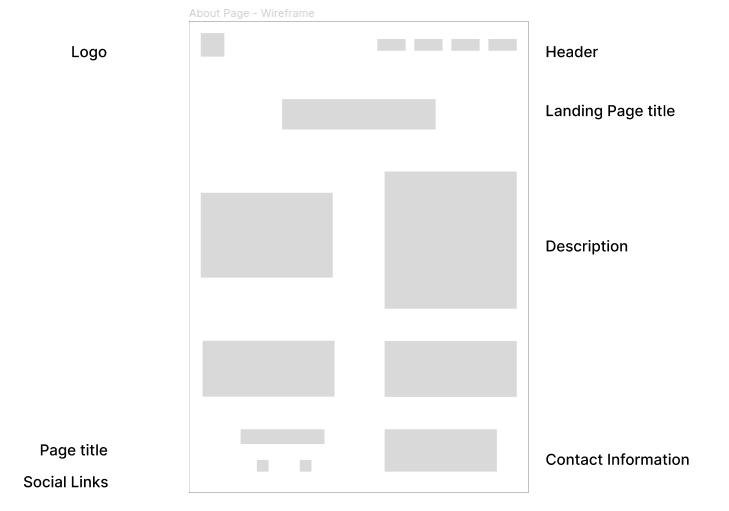 About Page - Wireframe
Logo
Header
Landing Page title
Description
Page title
Contact Information
Social Links